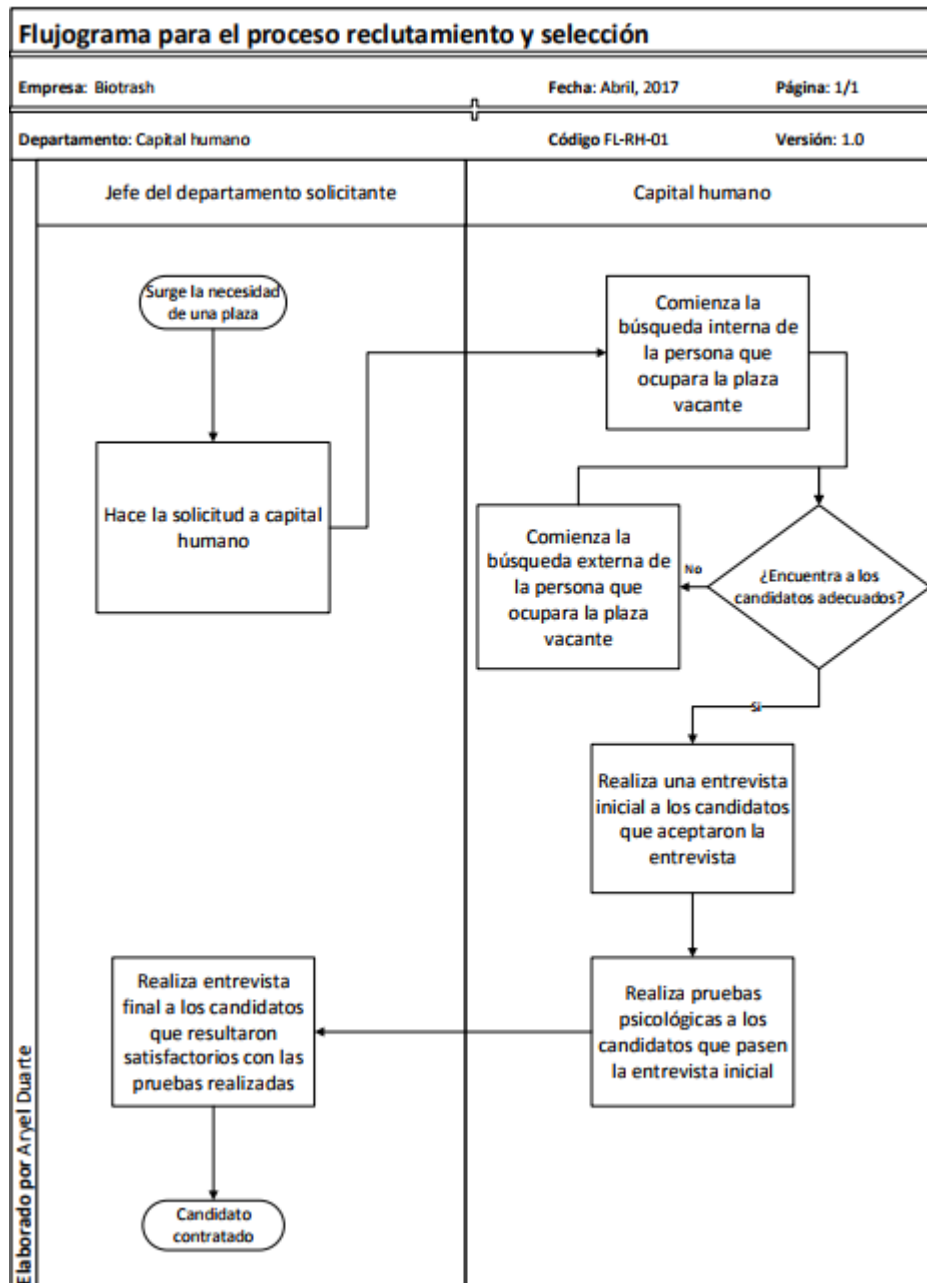 Flujograma para el proceso reclutamiento y selección
Empresa: Biotrash Fecha: Abril, 2017 Página: 1/1
Departamento: Capital humano Código FL-RH-01 Versión: 1.0
Jefe del departamento solicitante
Capital humano
Surge la necesidad
de una plaza
Hace la solicitud a capital
humano
Comienza la
búsqueda interna de
la persona que
ocupara la plaza
vacante
¿Encuentra a los
candidatos adecuados?
No
Comienza la
búsqueda externa de
la persona que
ocupara la plaza
vacante
Si
Realiza una entrevista
inicial a los candidatos
que aceptaron la
entrevista
Realiza pruebas
psicológicas a los
candidatos que pasen
la entrevista inicial
Realiza entrevista
final a los candidatos
que resultaron
satisfactorios con las
pruebas realizadas
Candidato
contratado
Elaborado por Aryel Duarte